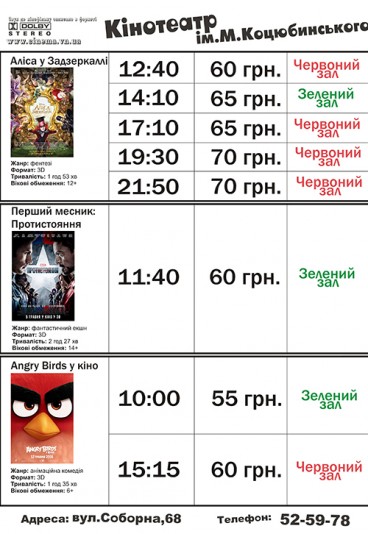 DOLBY
STEREO
www.cinema.vn.ua
Кінотеатр
ім.М.Коцюбинського
Аліса у Задзеркаллі
Жанр: фентезі
Формат: 3D
Тривалість: 1 год 53 хв
Вікові обмеження: 12+
12:40 60 грн. Червоний зал
14:10 65 грн. Зелений зал
17:10 65 грн. Червоний зал
19:30 70 грн. Червоний зал
21:50 70 грн. Червоний зал
Перший месник:
Протистояння
Жанр: фантастичний екшн
Формат: 3D
Тривалість: 2 год 27 хв
Вікові обмеження: 14+
11:40 60 грн. Зелений зал
Angry Birds у кіно
ANGRY BIRDS
Жанр: анімаційна комедія
Формат: 3D
Тривалість: 1 год 35 хв
Вікові обмеження: 6+
10:00 55 грн. Зелений зал
15:15 60 грн. Червоний зал
Адреса: вул.Соборна,68 Телефон: 52-59-78